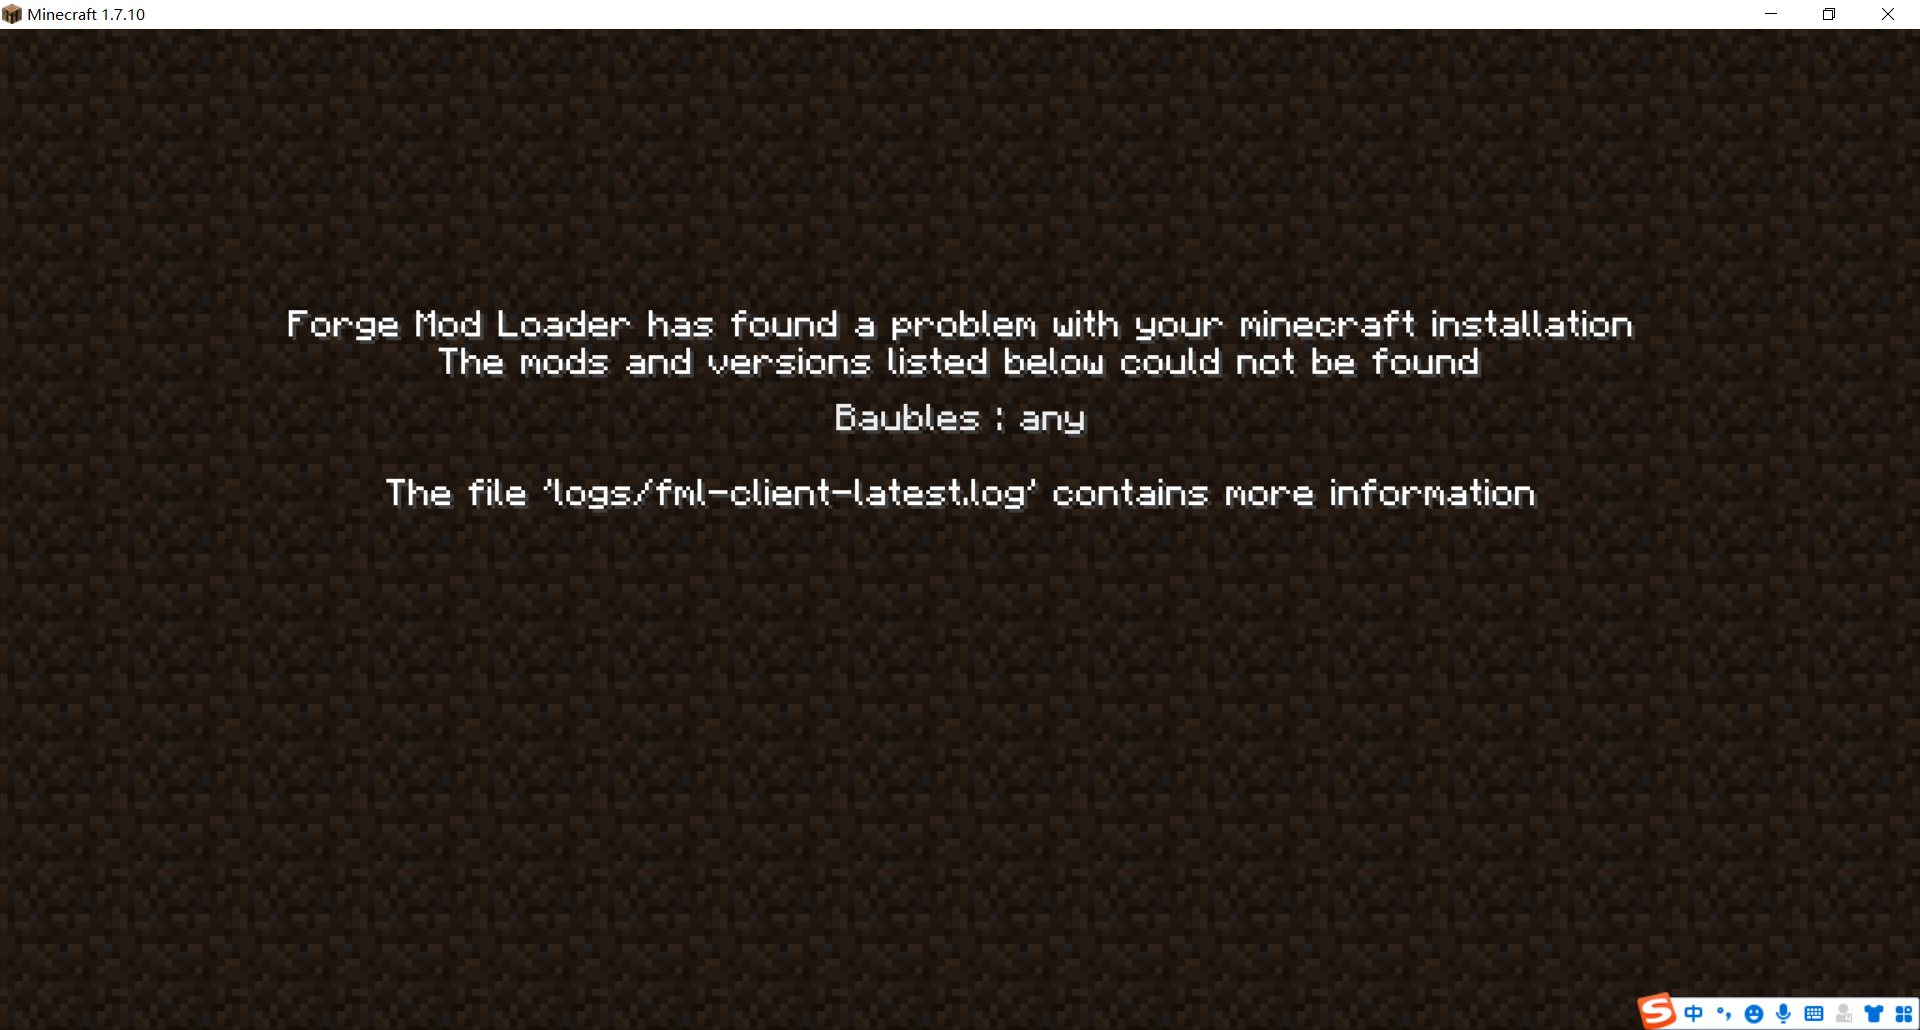 Minecraft 1.7.10
Forge Mod Loader has found a problem with your minecraft installation
The mods and versions listed below could not be found
Baubles : any
The file 'logs/fml-client-latest.log' contains more information
S 中 °,